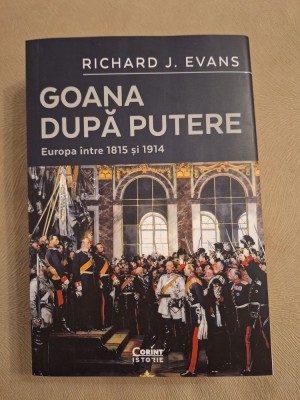 RICHARD J. EVANS
GOANA
DUPĂ PUTERE
Europa între 1815 și 1914
CORINT
ISTORIE